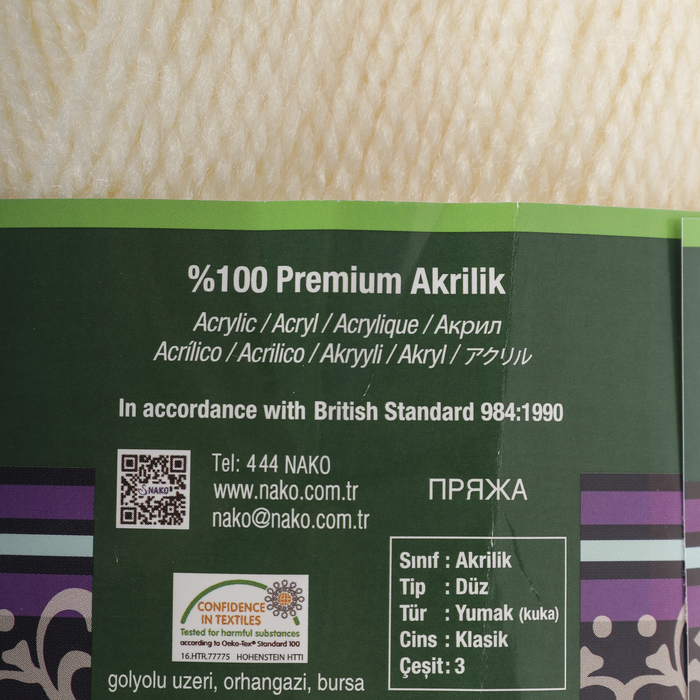 %100 Premium Akrilik
Acrylic / Acryl / Acrylique / Акрил
Acrílico / Acrilico / Akryyli / Akryl / アクリル
In accordance with British Standard 984:1990
NAKO
Tel: 4 44 NAKO
www.nako.com.tr
nako@nako.com.tr
ПРЯЖА
CONFIDENCE
IN TEXTILES
Tested for harmful substances
according to Oeko-Tex® Standard 100
16.HTR.77775 HOHENSTEIN HTTI
golyolu uzeri, orhangazi, bursa
Sınıf : Akrilik
Tip : Düz
Tür : Yumak (kuka)
Cins : Klasik
Çeşit : 3